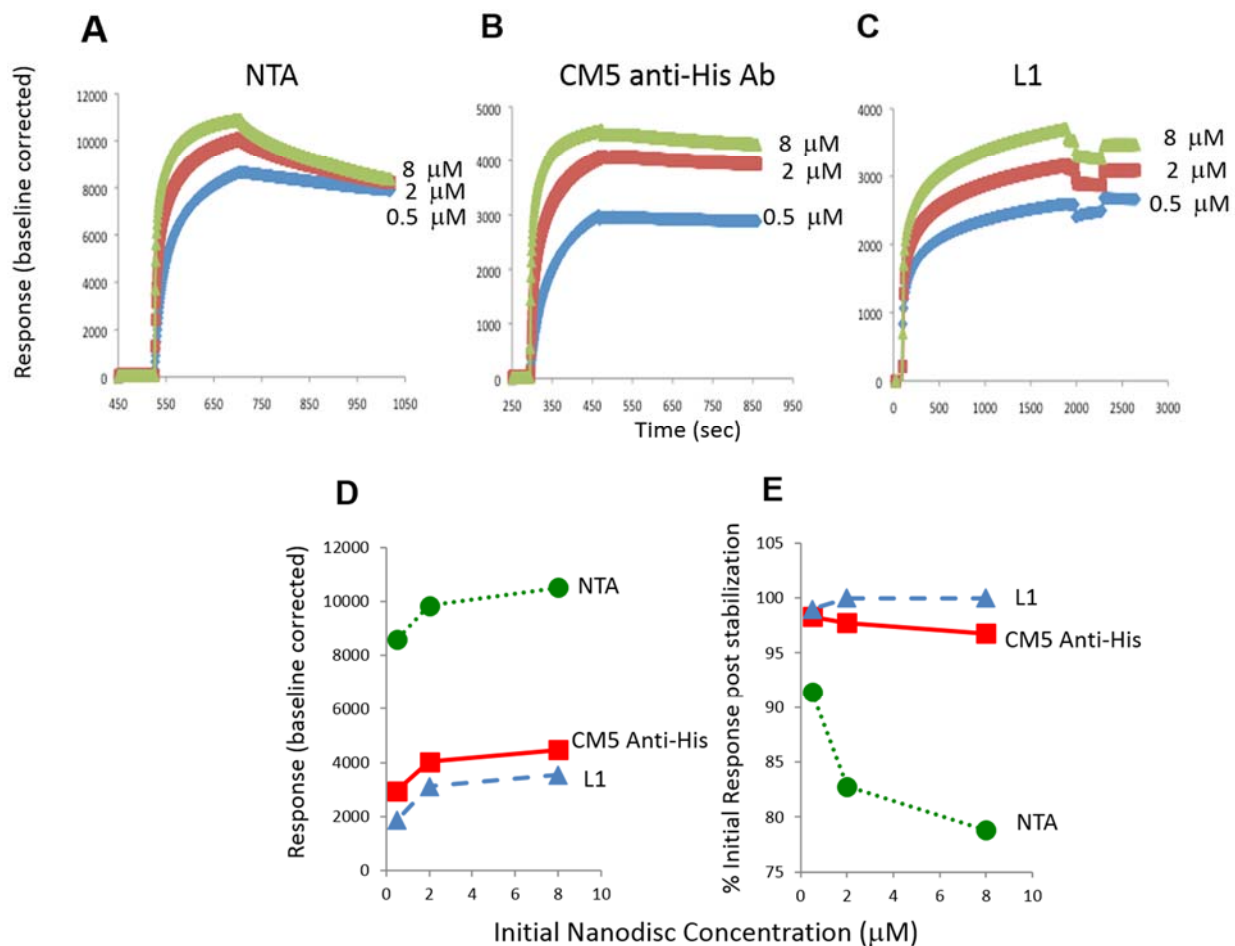 A
NTA
12000
10000
8000
6000
4000
2000
0
450 550 650 750 850 950 1050
8 μM
2 μM
0.5 μM
Response (baseline corrected)
B
CM5 anti-His Ab
5000
4000
3000
2000
1000
0
250 350 450 550 650 750 850 950
8 μM
2 μM
0.5 μM
Time (sec)
C
L1
4000
3000
2000
1000
0
0 500 1000 1500 2000 2500 3000
8 μM
2 μM
0.5 μM
D
Response (baseline corrected)
12000
10000
8000
6000
4000
2000
0
0 2 4 6 8 10
NTA
CM5 Anti-His
L1
E
% Initial Response post stabilization
105
100
95
90
85
80
75
0 2 4 6 8 10
L1
CM5 Anti-His
NTA
Initial Nanodisc Concentration (μM)